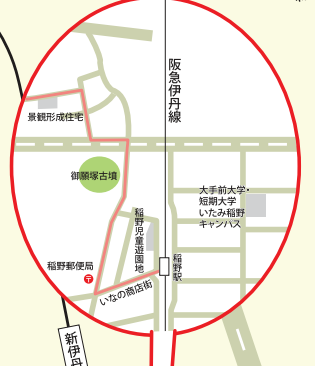 阪急伊丹線
景観形成住宅
御願塚古墳
大手前大学・
短期大学
いたみ稲野
キャンパス
稲野児童遊園地
稲野駅
稲野郵便局
〒
いなの商店街
新伊丹